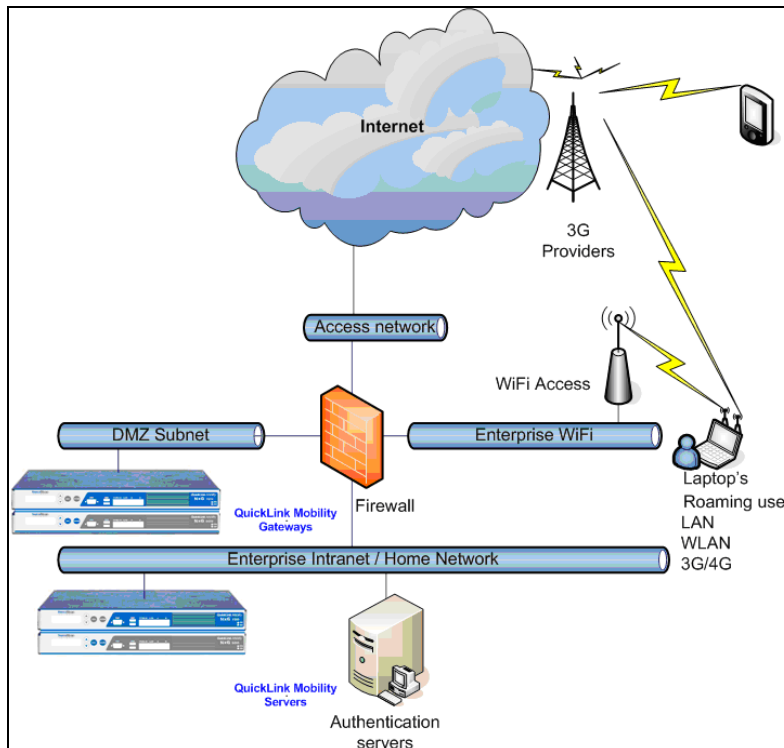 Internet
3G
Providers
Access network
WiFi Access
DMZ Subnet
Enterprise WiFi
Laptop's
Roaming use
LAN
WLAN
3G/4G
QuickLink Mobility
Gateways
Firewall
Enterprise Intranet / Home Network
QuickLink Mobility
Servers
Authentication
servers